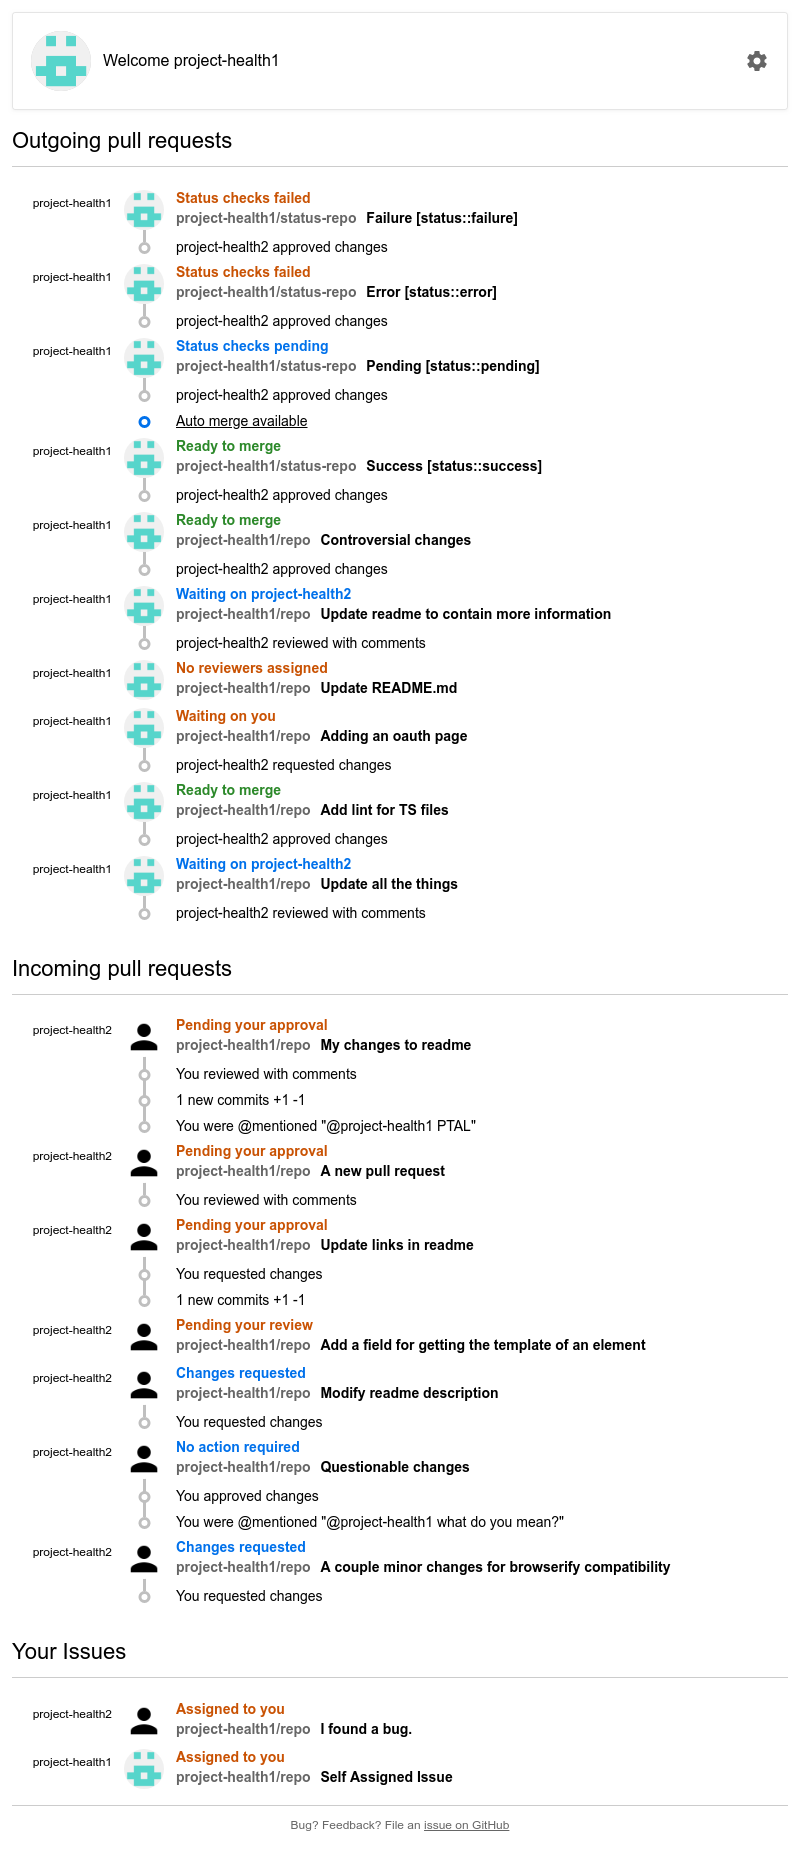 Welcome project-health1
Outgoing pull requests
project-health1
Status checks failed
project-health1/status-repo Failure [status::failure]
project-health2 approved changes
project-health1
Status checks failed
project-health1/status-repo Error [status::error]
project-health2 approved changes
project-health1
Status checks pending
project-health1/status-repo Pending [status::pending]
project-health2 approved changes
Auto merge available
project-health1
Ready to merge
project-health1/status-repo Success [status::success]
project-health2 approved changes
project-health1
Ready to merge
project-health1/repo Controversial changes
project-health2 approved changes
project-health1
Waiting on project-health2
project-health1/repo Update readme to contain more information
project-health2 reviewed with comments
project-health1
No reviewers assigned
project-health1/repo Update README.md
project-health1
Waiting on you
project-health1/repo Adding an oauth page
project-health2 requested changes
project-health1
Ready to merge
project-health1/repo Add lint for TS files
project-health2 approved changes
project-health1
Waiting on project-health2
project-health1/repo Update all the things
project-health2 reviewed with comments
Incoming pull requests
project-health2
Pending your approval
project-health1/repo My changes to readme
You reviewed with comments
1 new commits +1 -1
You were @mentioned "@project-health1 PTAL"
project-health2
Pending your approval
project-health1/repo A new pull request
You reviewed with comments
project-health2
Pending your approval
project-health1/repo Update links in readme
You requested changes
1 new commits +1 -1
project-health2
Pending your review
project-health1/repo Add a field for getting the template of an element
project-health2
Changes requested
project-health1/repo Modify readme description
You requested changes
project-health2
No action required
project-health1/repo Questionable changes
You approved changes
You were @mentioned "@project-health1 what do you mean?"
project-health2
Changes requested
project-health1/repo A couple minor changes for browserify compatibility
You requested changes
Your Issues
project-health2
Assigned to you
project-health1/repo I found a bug.
project-health1
Assigned to you
project-health1/repo Self Assigned Issue
Bug? Feedback? File an issue on GitHub